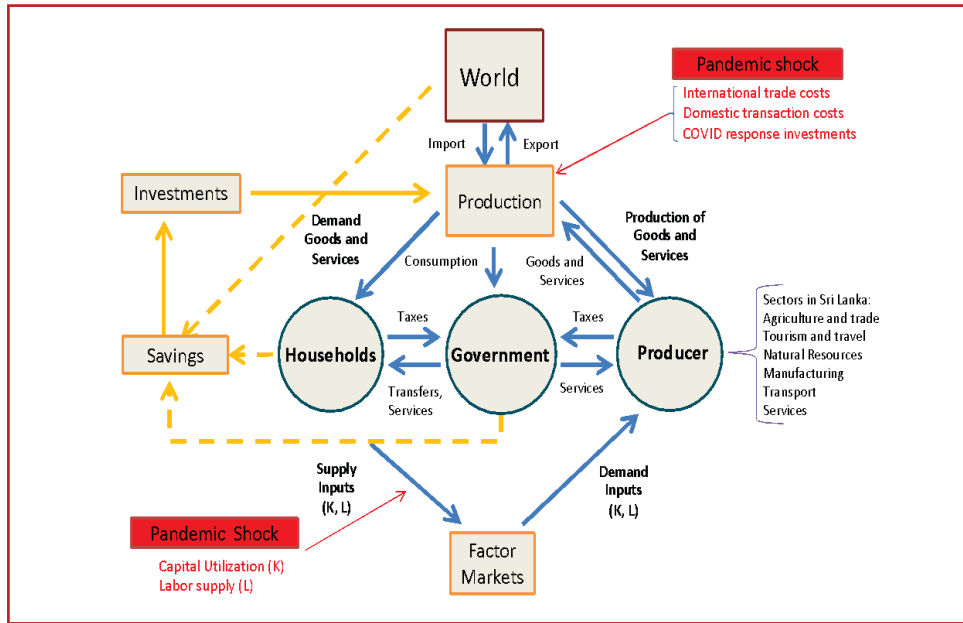 World
Pandemic shock
International trade costs
Domestic transaction costs
COVID response investments
Import
Export
Investments
Production
Demand
Goods and
Services
Production of
Goods and
Services
Consumption
Goods and
Services
Sectors in Sri Lanka:
Agriculture and trade
Tourism and travel
Natural Resources
Manufacturing
Transport
Services
Taxes
Taxes
Savings
Households
Government
Producer
Transfers,
Services
Services
Supply
Inputs
(K, L)
Demand
Inputs
(K, L)
Pandemic Shock
Capital Utilization (K)
Labor supply (L)
Factor
Markets